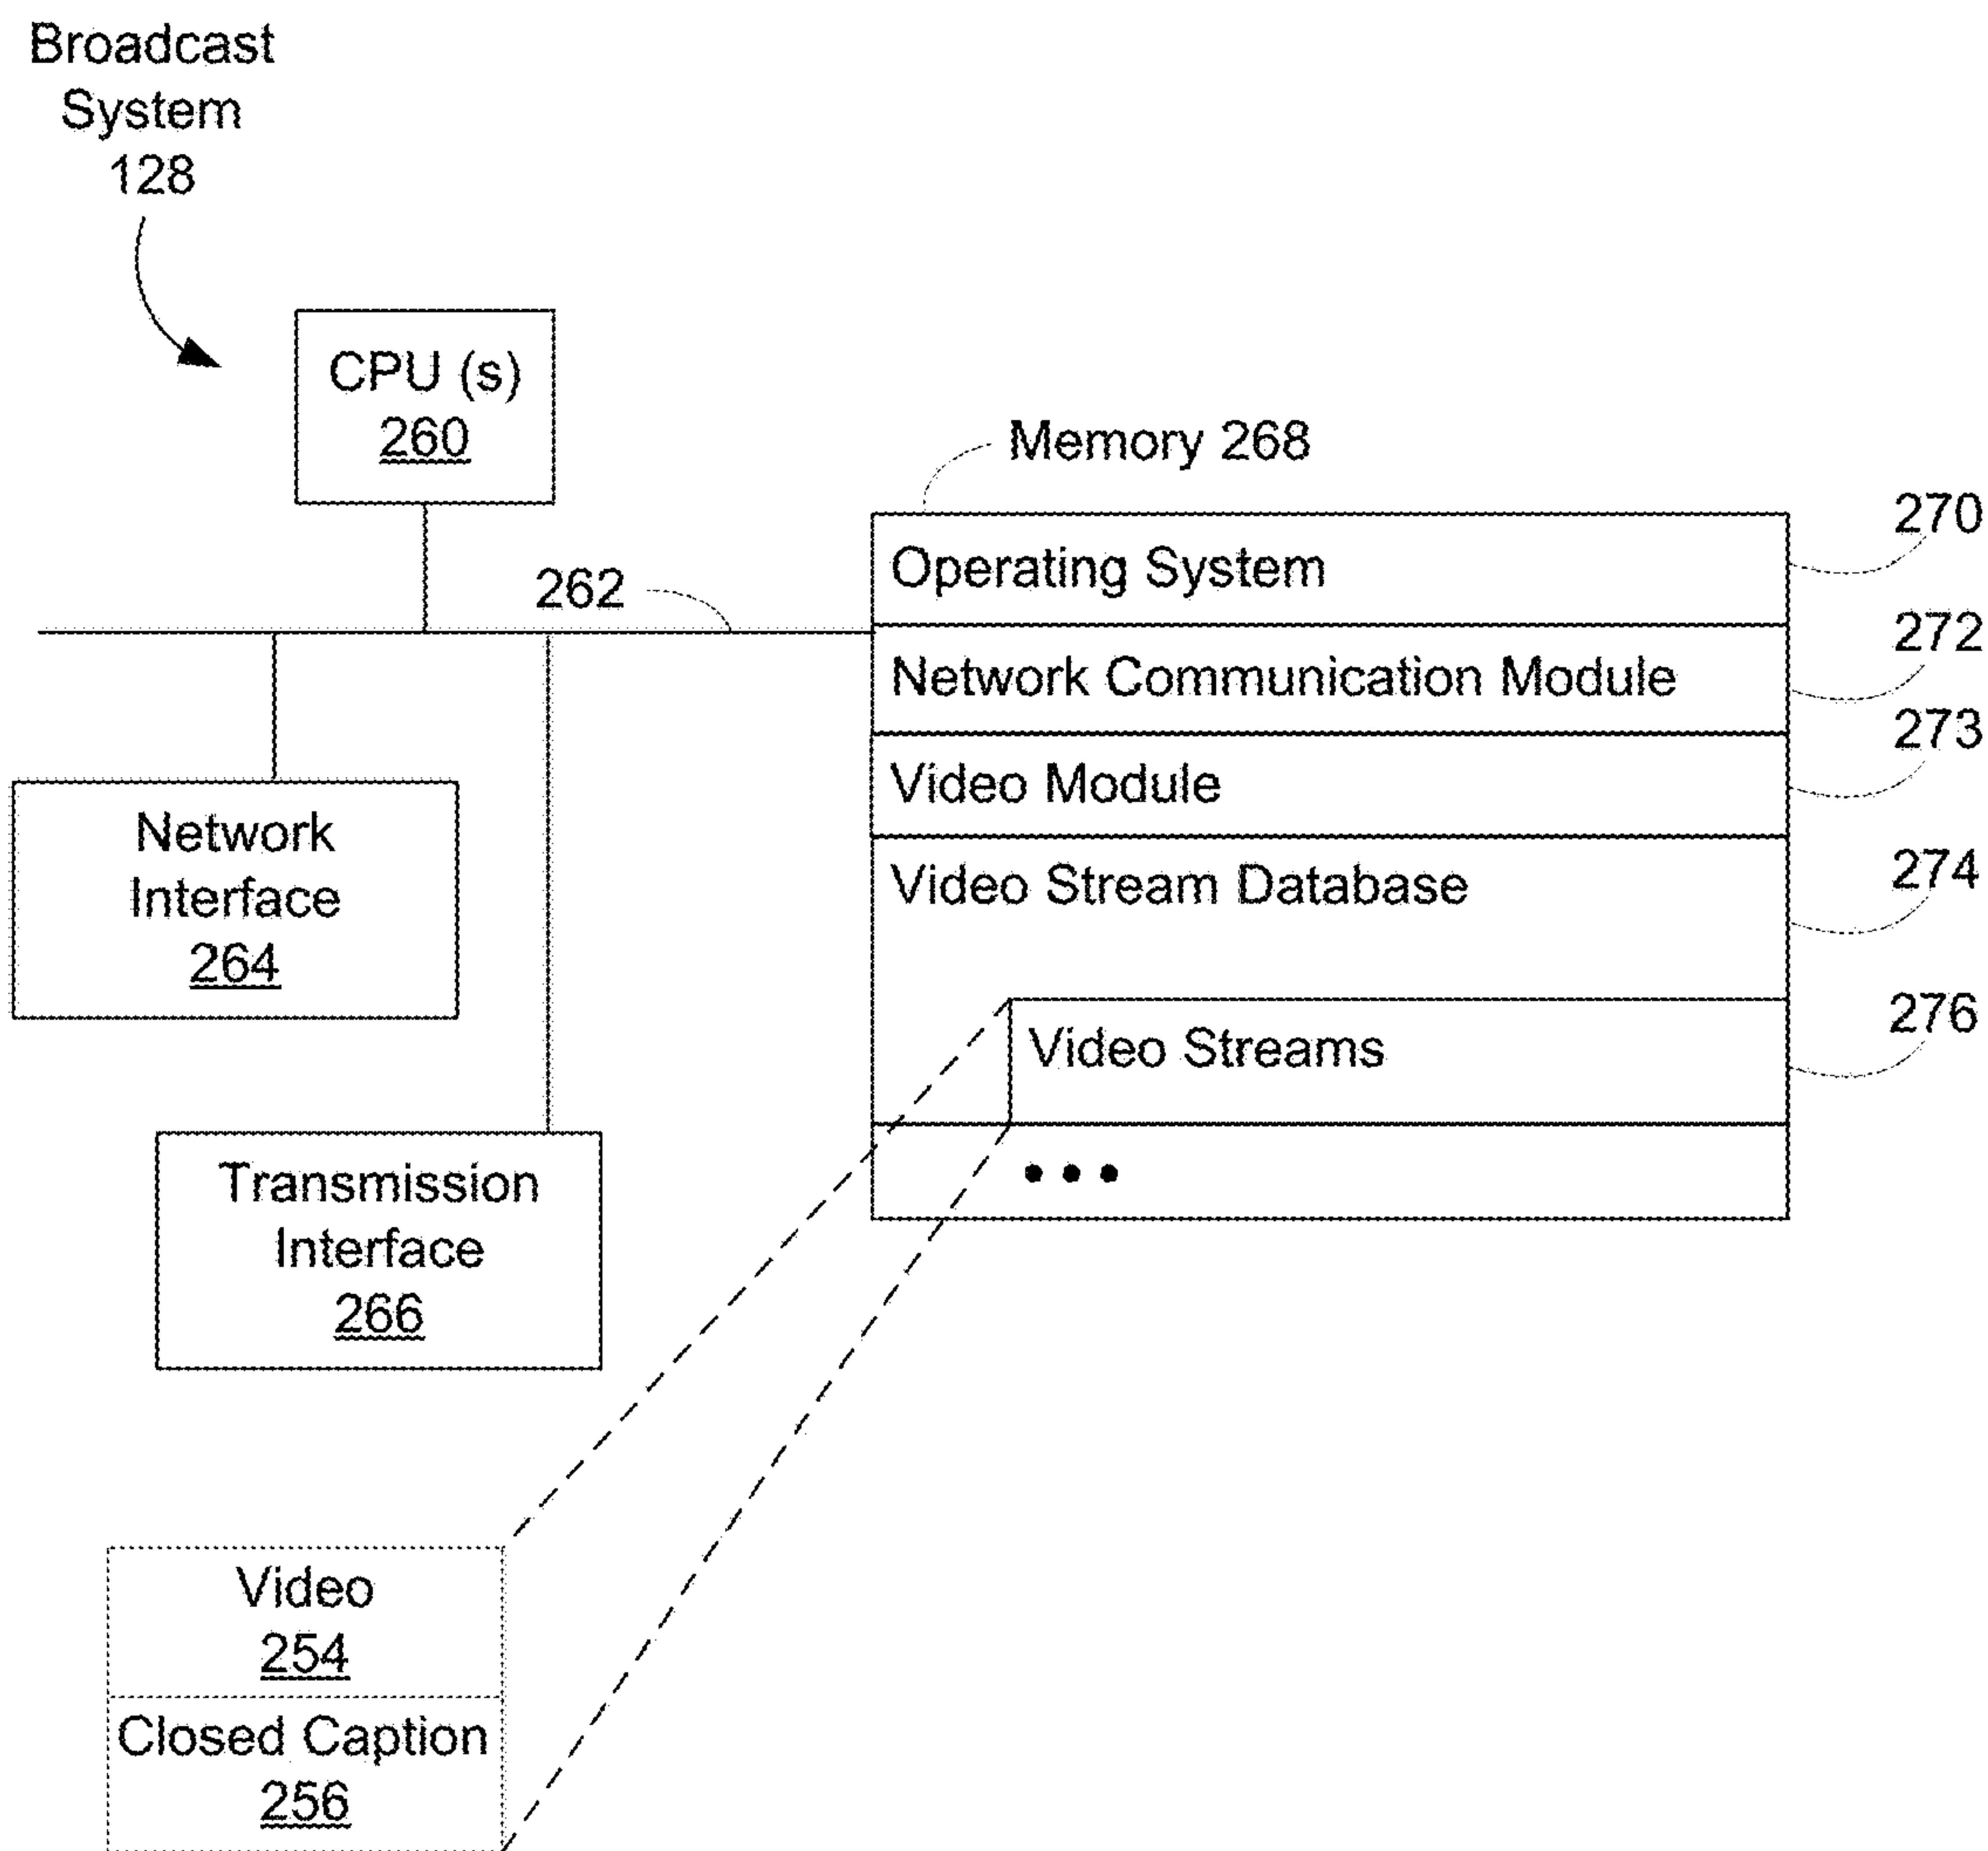 Broadcast
System
128
CPU (s)
260
Memory 268
262
Operating System
270
Network Communication Module
272
Video Module
273
Video Stream Database
274
Video Streams
276
Network
Interface
264
Transmission
Interface
266
Video
254
Closed Caption
256